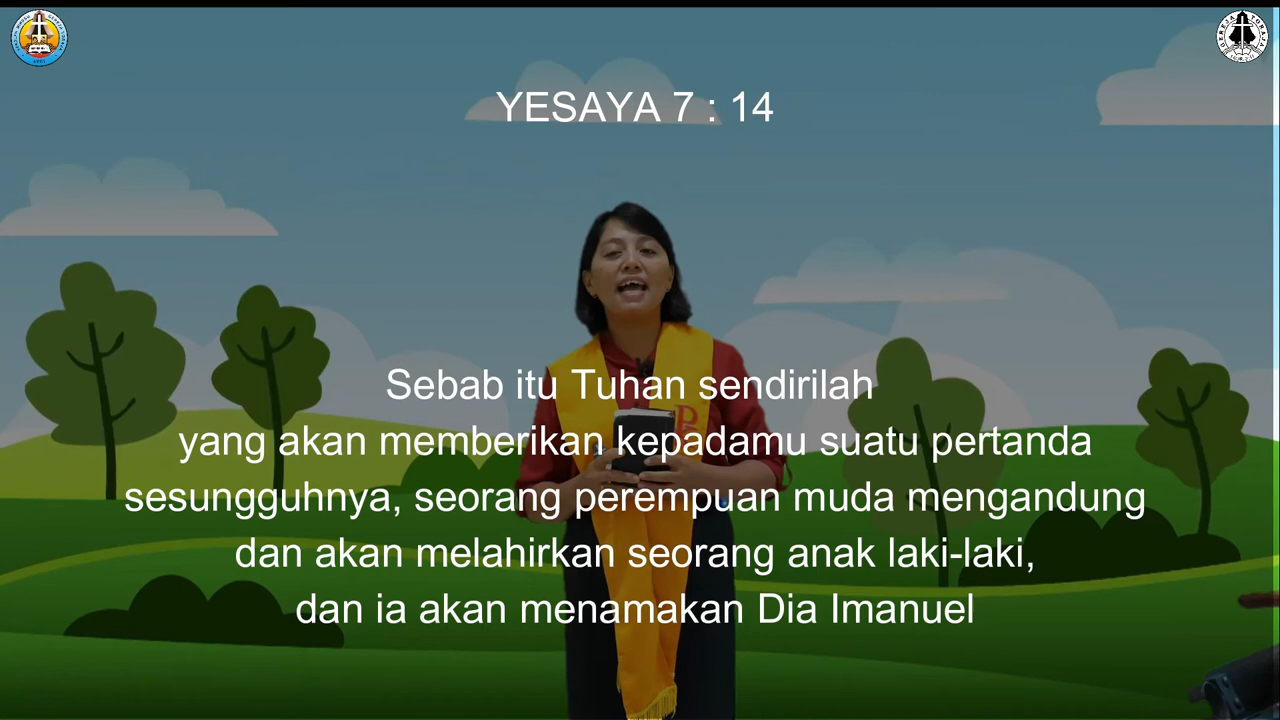 YESAYA 7 : 14
Sebab itu Tuhan sendirilah
yang akan memberikan kepadamu suatu pertanda
sesungguhnya, seorang perempuan muda mengandung
dan akan melahirkan seorang anak laki-laki,
dan ia akan menamakan Dia Imanuel